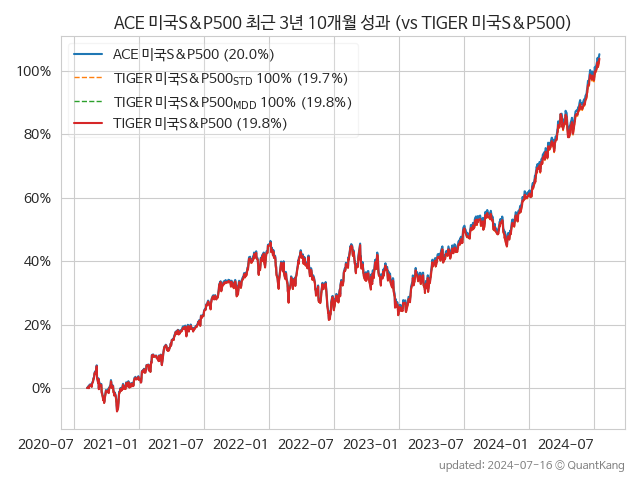 ACE 미국S&P500 최근 3년 10개월 성과 (vs TIGER 미국S&P500)
ACE 미국S&P500 (20.0%)
TIGER 미국S&P500STD 100% (19.7%)
TIGER 미국S&P500MDD 100% (19.8%)
TIGER 미국S&P500 (19.8%)
100%
80%
60%
40%
20%
0%
2020-07 2021-01 2021-07 2022-01 2022-07 2023-01 2023-07 2024-01 2024-07
updated: 2024-07-16 © QuantKang